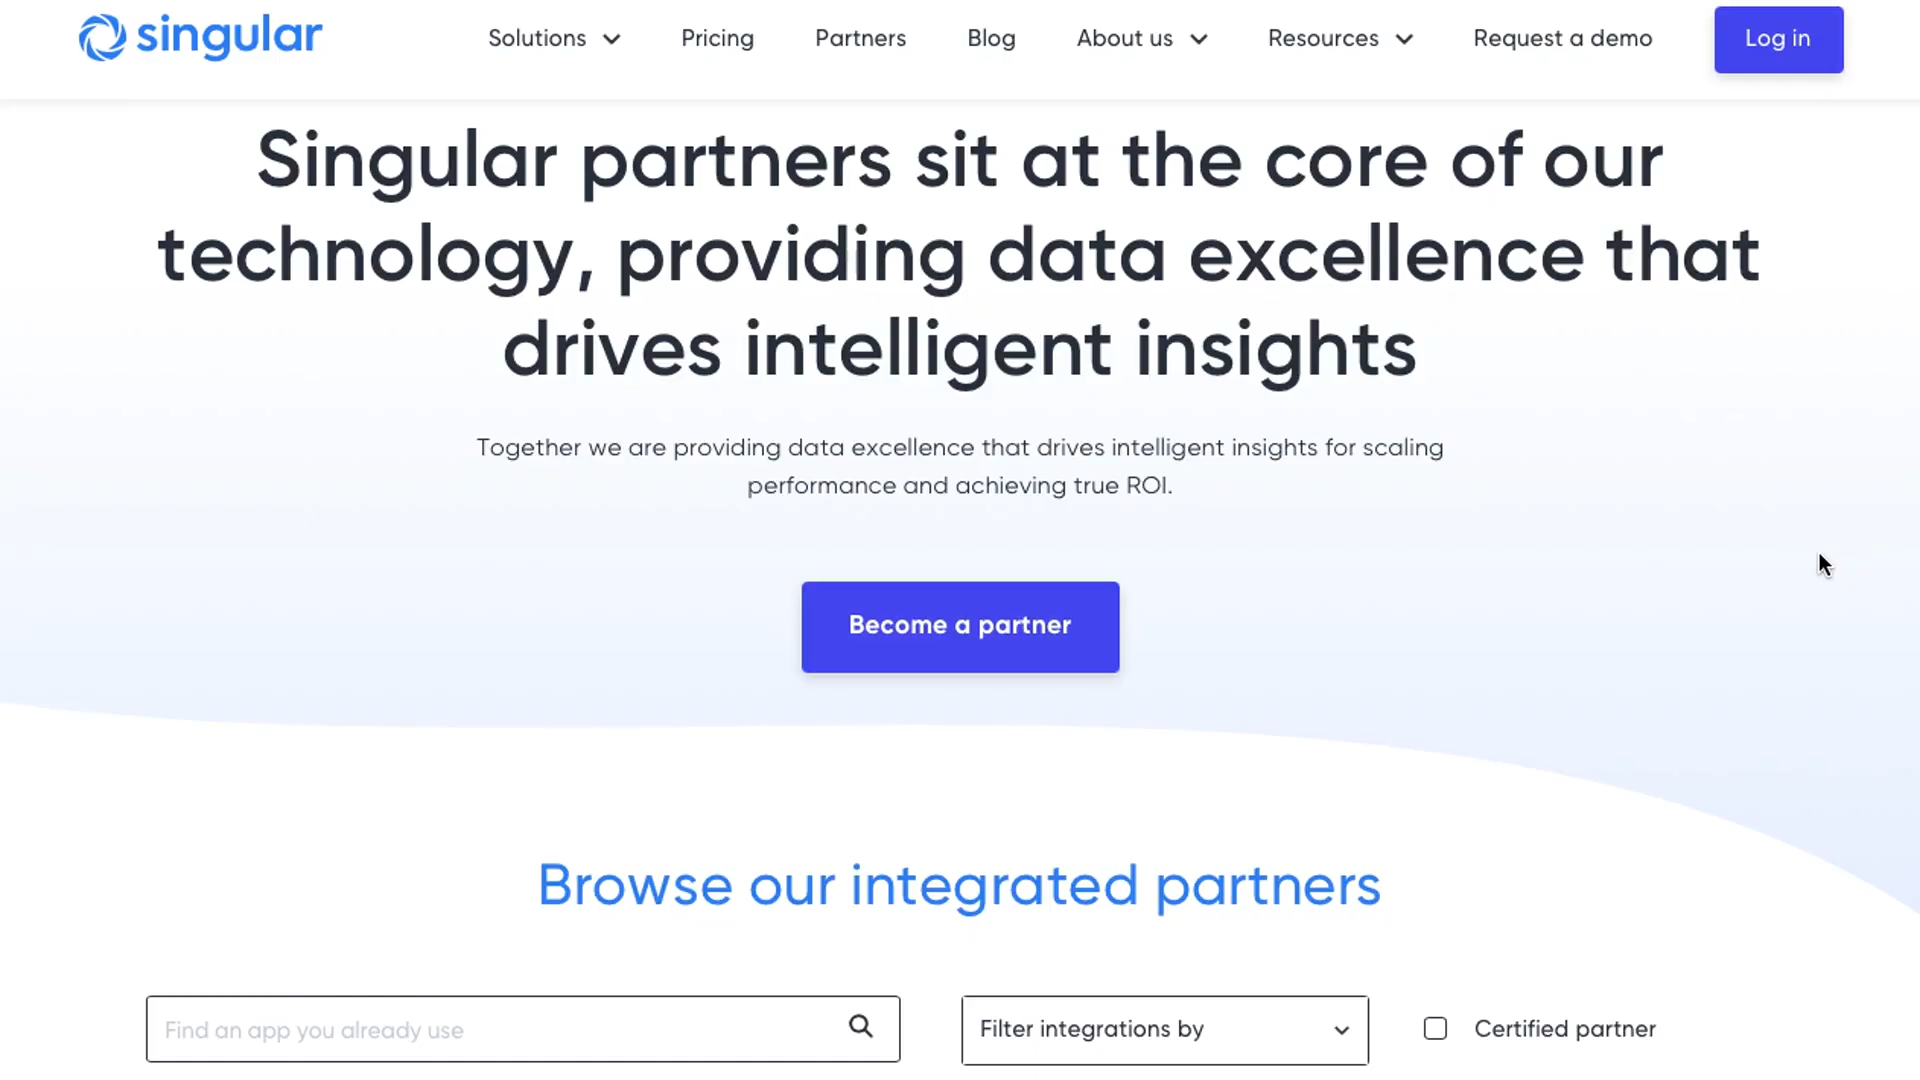 singular
Solutions Pricing Partners Blog About us Resources Request a demo Log in
Singular partners sit at the core of our
technology, providing data excellence that
drives intelligent insights
Together we are providing data excellence that drives intelligent insights for scaling
performance and achieving true ROI.
Become a partner
Browse our integrated partners
Find an app you already use
Filter integrations by
Certified partner